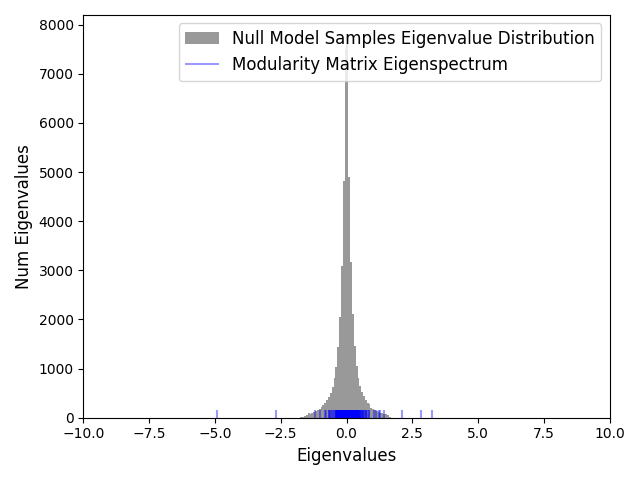 Null Model Samples Eigenvalue Distribution
Modularity Matrix Eigenspectrum
8000
7000
6000
5000
4000
3000
2000
1000
0
Num Eigenvalues
−10.0 −7.5 −5.0 −2.5 0.0 2.5 5.0 7.5 10.0
Eigenvalues